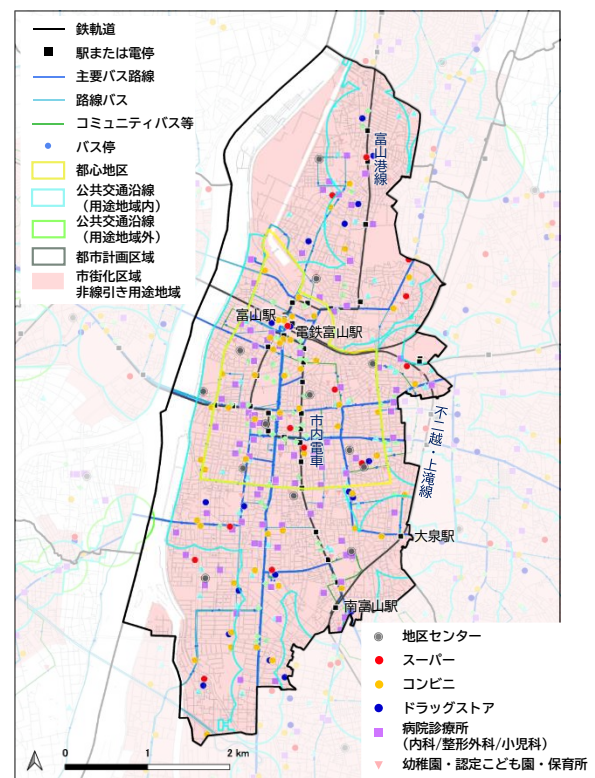 鉄軌道
駅または電停
主要バス路線
路線バス
コミュニティバス等
バス停
都心地区
公共交通沿線
(用途地域内)
公共交通沿線
(用途地域外)
都市計画区域
市街化区域
非線引き用途地域
富山港線
富山駅
電鉄富山駅
市内電車
不二越・上滝線
大泉駅
南富山駅
地区センター
スーパー
コンビニ
ドラッグストア
病院診療所
(内科/整形外科/小児科)
幼稚園・認定こども園・保育所
0 1 2 km